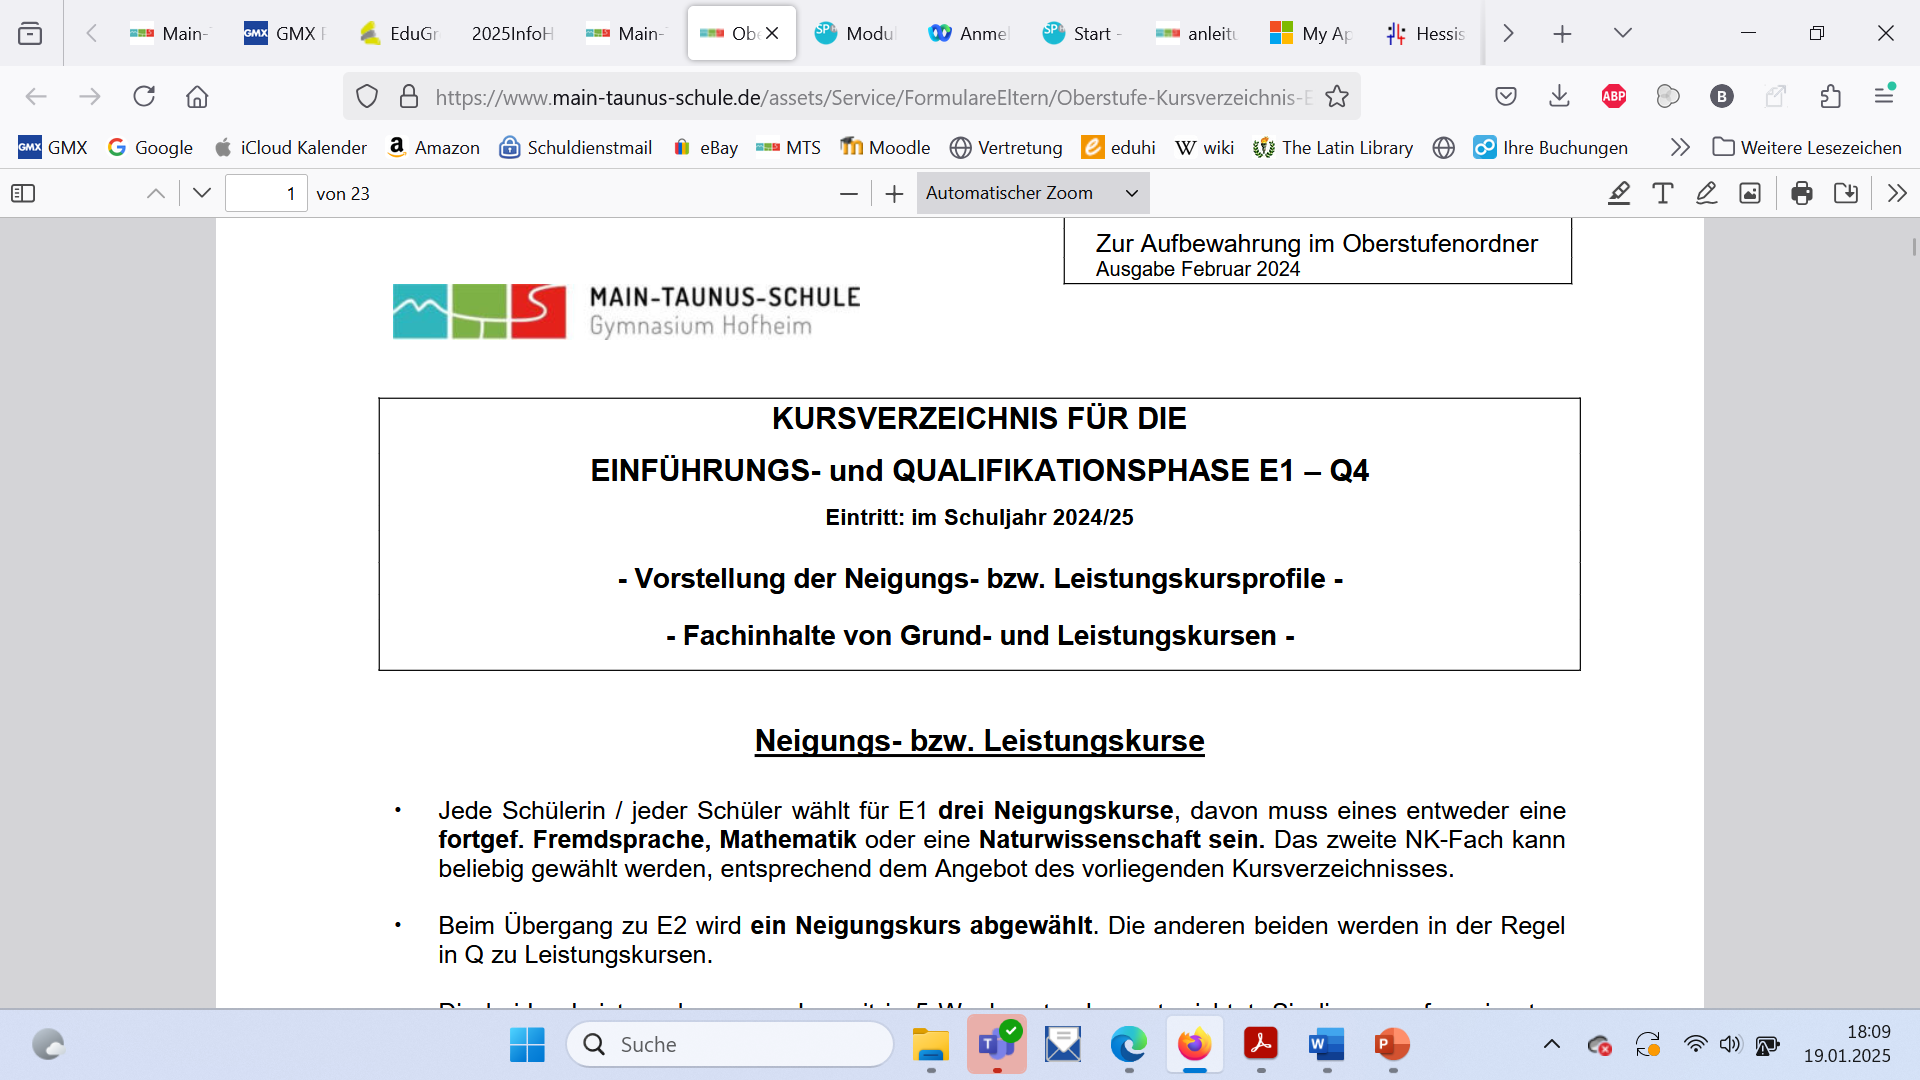 Main-
GMX
EduGr
2025InfoH
Main-
Obe
Modul
Anmel
Start -
anleitu
My Ap
Hessis
https://www.main-taunus-schule.de/assets/Service/FormulareEltern/Oberstufe-Kursverzeichnis-E
ABP
B
GMX Google iCloud Kalender Amazon Schuldienstmail eBay MTS Moodle Vertretung eduhi wiki The Latin Library Ihre Buchungen Weitere Lesezeichen
1 von 23 Automatischer Zoom
Zur Aufbewahrung im Oberstufenordner
Ausgabe Februar 2024
MAIN-TAUNUS-SCHULE
Gymnasium Hofheim
KURSVERZEICHNIS FÜR DIE
EINFÜHRUNGS- und QUALIFIKATIONSPHASE E1 – Q4
Eintritt: im Schuljahr 2024/25
- Vorstellung der Neigungs- bzw. Leistungskursprofile -
- Fachinhalte von Grund- und Leistungskursen -
Neigungs- bzw. Leistungskurse
• Jede Schülerin / jeder Schüler wählt für E1 drei Neigungskurse, davon muss eines entweder eine
fortgef. Fremdsprache, Mathematik oder eine Naturwissenschaft sein. Das zweite NK-Fach kann
beliebig gewählt werden, entsprechend dem Angebot des vorliegenden Kursverzeichnisses.
• Beim Übergang zu E2 wird ein Neigungskurs abgewählt. Die anderen beiden werden in der Regel
in Q zu Leistungskursen.
Suche
18:09
19.01.2025